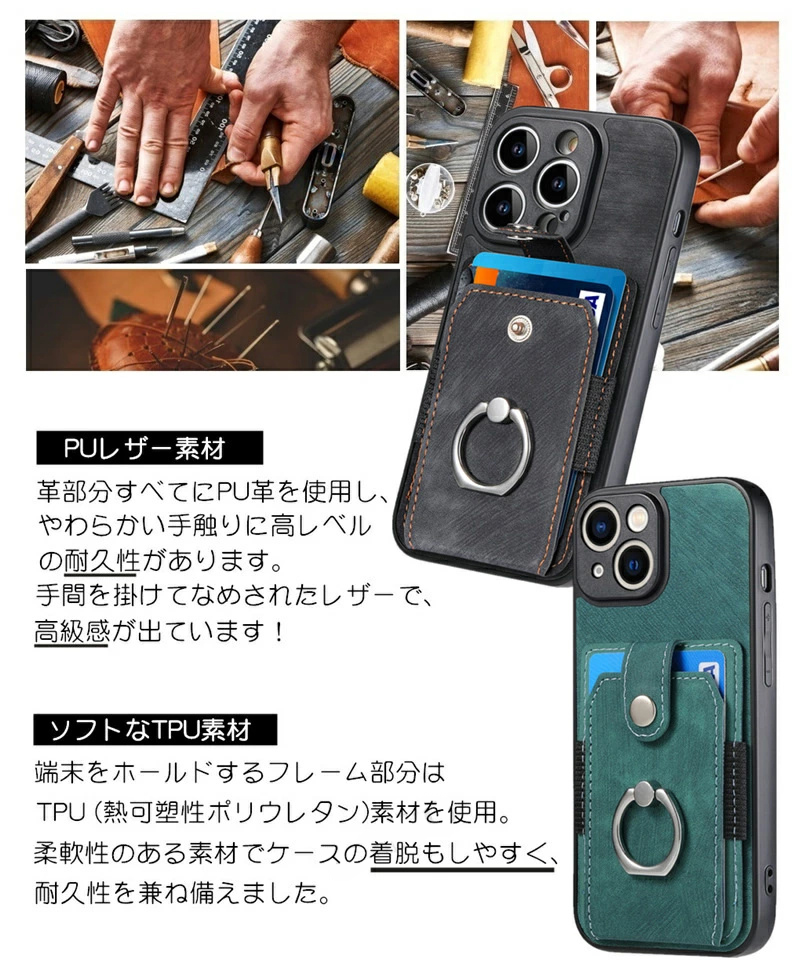 PUレザー素材
革部分すべてにPU革を使用し、
やわらかい手触りに高レベル
の耐久性があります。
手間を掛けてなめされたレザーで、
高級感が出ています！
ソフトなTPU素材
端末をホールドするフレーム部分は
TPU（熱可塑性ポリウレタン)素材を使用。
柔軟性のある素材でケースの着脱もしやすく、
耐久性を兼ね備えました。